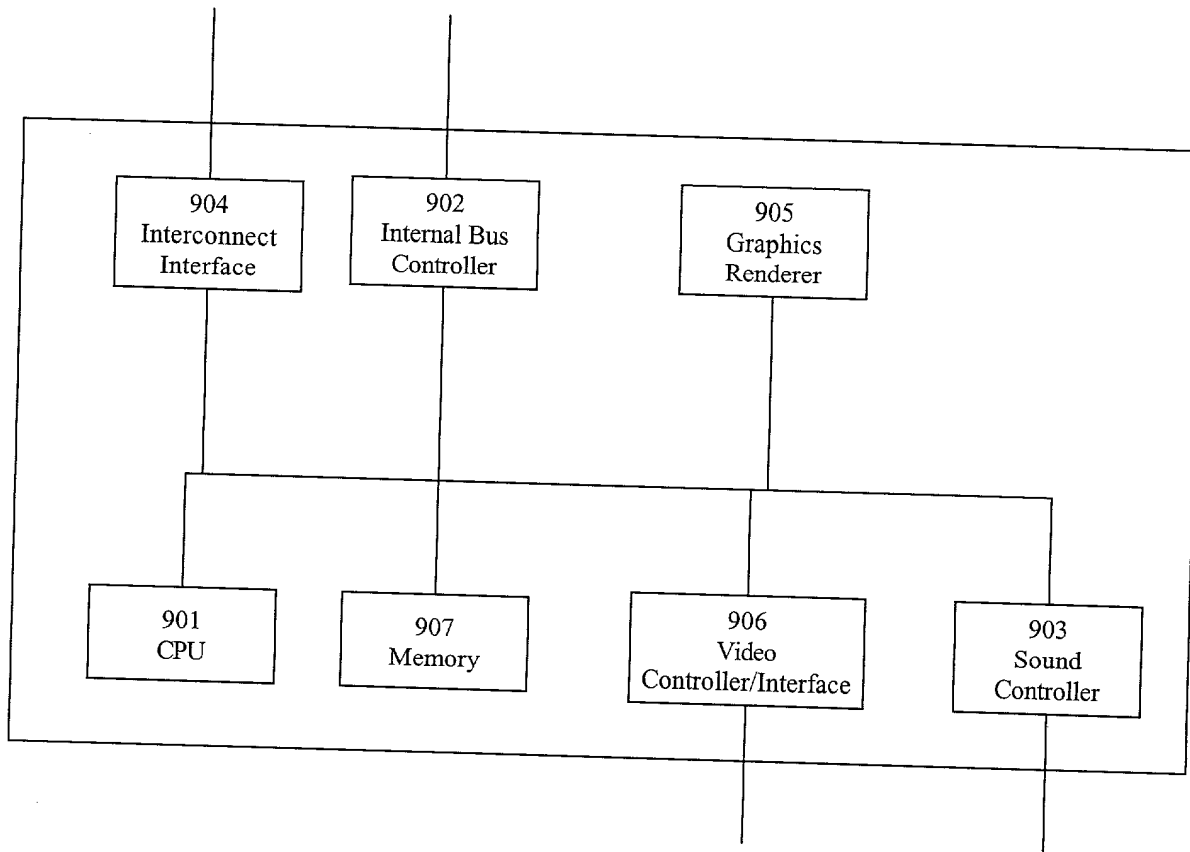 904
Interconnect
Interface
902
Internal Bus
Controller
905
Graphics
Renderer
901
CPU
907
Memory
906
Video
Controller/Interface
903
Sound
Controller